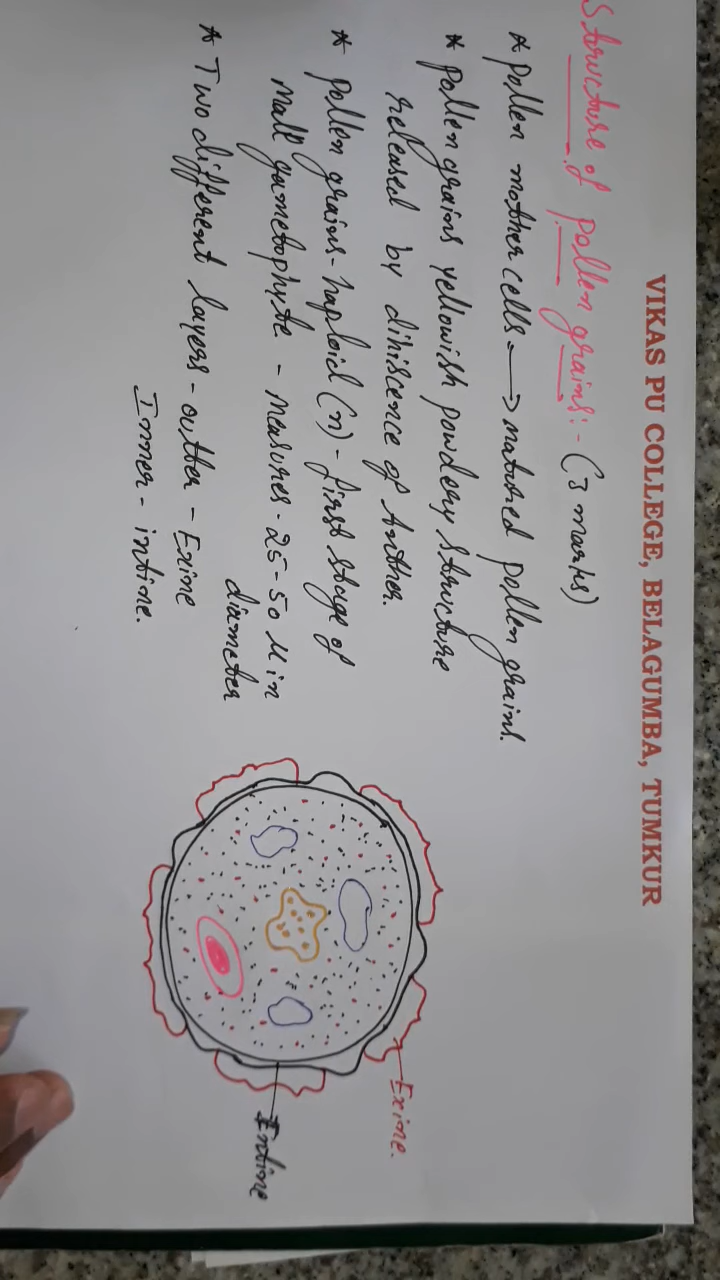 VIKAS PU COLLEGE, BELAGUMBA, TUMKUR
Structure of pollen grains:- (3 marks)
* pollen mother cells → matured pollen grains.
* pollen grains yellowish powdery structure
released by dihiscence of Anther.
* pollen grains - haploid (n) - first stage of
mall gametophyte - measures - 25-50 μ in
diameter
* Two different layers - outter - Exine
Inner - intine.
Exine.
Intine